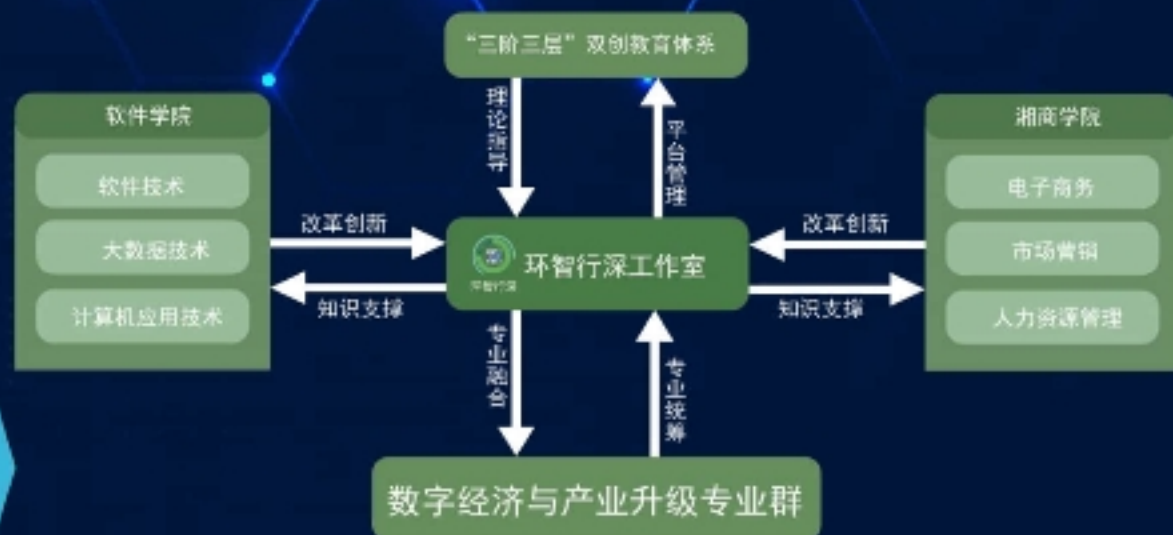 “三阶三层”双创教育体系
理论指导
平台管理
软件学院
软件技术
大数据技术
计算机应用技术
改革创新
知识支撑
环智行深
环智行深工作室
改革创新
知识支撑
湘商学院
电子商务
市场营销
人力资源管理
专业融合
专业统筹
数字经济与产业升级专业群